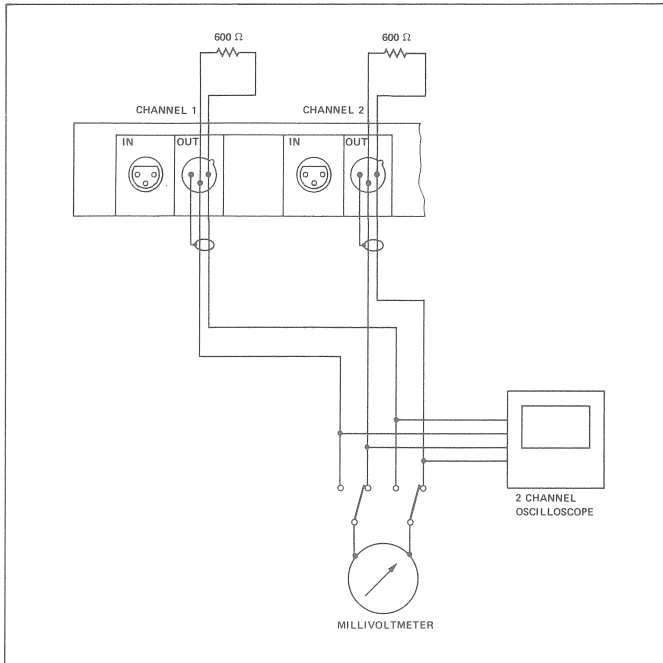 600 Ω
600 Ω
CHANNEL 1
CHANNEL 2
IN
OUT
IN
OUT
2 CHANNEL
OSCILLOSCOPE
MILLIVOLTMETER